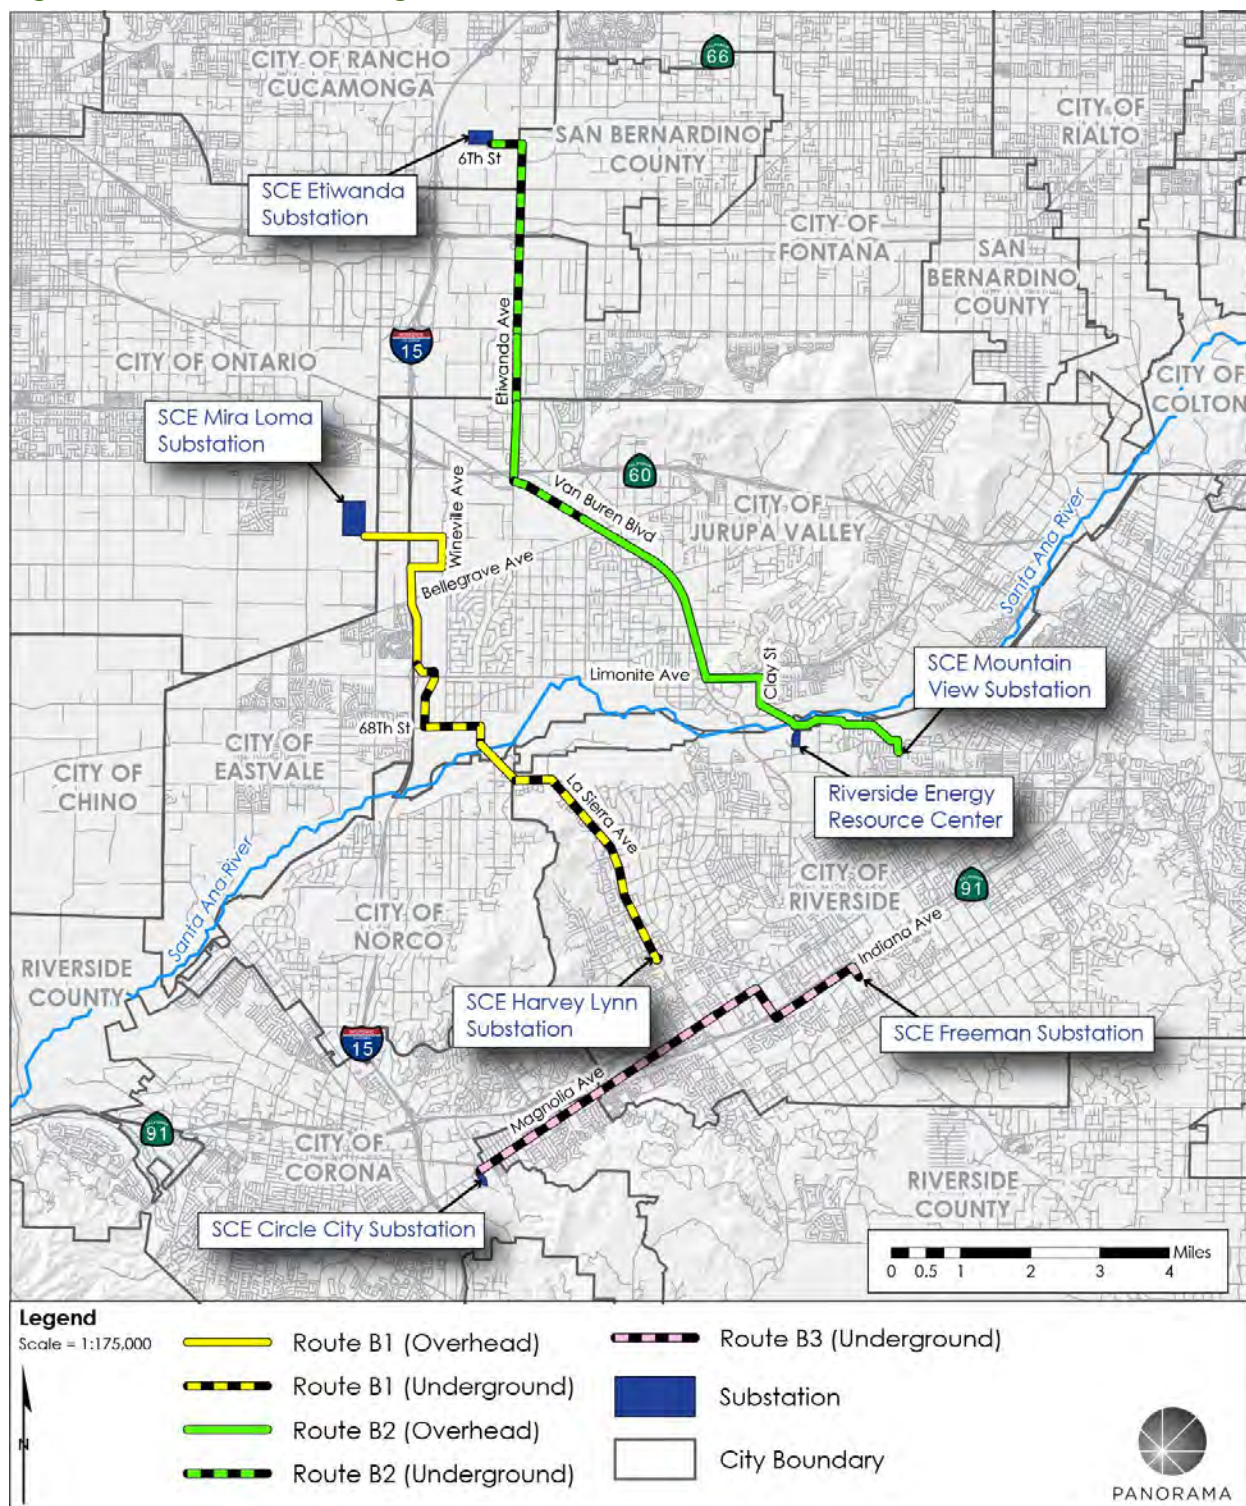 CITY OF RANCHO
CUCAMONGA
66
CITY OF
RIALTO
SAN BERNARDINO
COUNTY
6Th St
SCE Etiwanda
Substation
CITY OF
FONTANA
SAN
BERNARDINO
COUNTY
Etiwanda Ave
15
CITY OF ONTARIO
CITY OF
COLTON
SCE Mira Loma
Substation
60
Van Buren Blvd
CITY OF
JURUPA VALLEY
Wineville Ave
Bellegrave Ave
Santa Ana River
Clay St
Limonite Ave
SCE Mountain
View Substation
68Th St
CITY OF
EASTVALE
CITY OF
CHINO
La Sierra Ave
Riverside Energy
Resource Center
CITY OF
RIVERSIDE
91
Santa Ana River
CITY OF
NORCO
Indiana Ave
RIVERSIDE
COUNTY
SCE Harvey Lynn
Substation
SCE Freeman Substation
15
Magnolia Ave
91
CITY OF
CORONA
RIVERSIDE
COUNTY
SCE Circle City Substation
Miles
0 0.5 1 2 3 4
Legend
Scale = 1:175,000
N
Route B1 (Overhead)
Route B1 (Underground)
Route B2 (Overhead)
Route B2 (Underground)
Route B3 (Underground)
Substation
City Boundary
PANORAMA